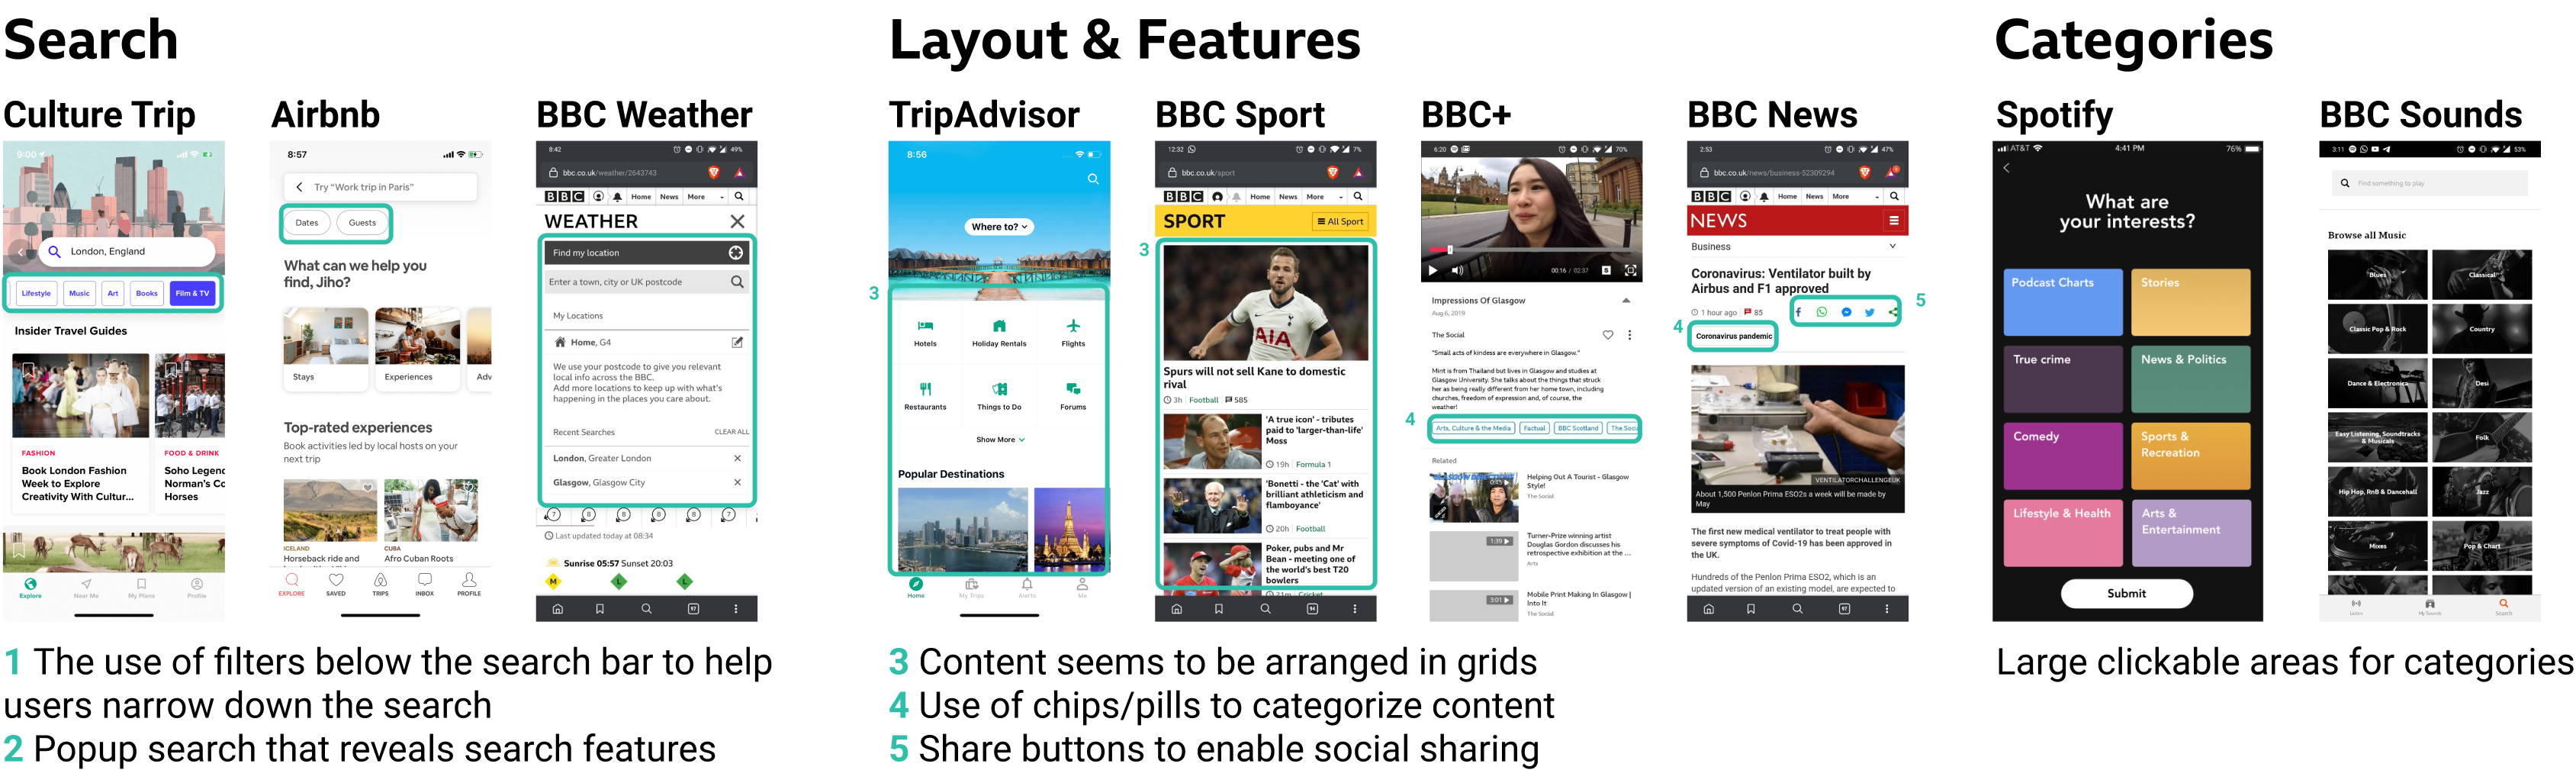 Search
Culture Trip
9:00
London, England
Lifestyle
Music
Art
Books
Film & TV
Insider Travel Guides
FASHION
Book London Fashion
Week to Explore
Creativity With Cultur...
FOOD & DRINK
Soho Legend
Norman's Co
Horses
Explore
Near Me
My Plans
Profile
Airbnb
8:57
Try "Work trip in Paris"
Dates
Guests
What can we help you
find, Jiho?
Stays
Experiences
Adv
Top-rated experiences
Book activities led by local hosts on your
next trip
ICELAND
Horseback ride and
CUBA
Afro Cuban Roots
EXPLORE
SAVED
TRIPS
INBOX
PROFILE
BBC Weather
8:42
49%
bbc.co.uk/weather/2643743
BBC
Home
News
More
WEATHER
Find my location
Enter a town, city or UK postcode
My Locations
Home, G4
We use your postcode to give you relevant
local info across the BBC.
Add more locations to keep up with what's
happening in the places you care about.
Recent Searches
CLEAR ALL
London, Greater London
Glasgow, Glasgow City
7
8
8
8
8
7
Last updated today at 08:34
Sunrise 05:57 Sunset 20:03
M
L
L
97
1 The use of filters below the search bar to help
users narrow down the search
2 Popup search that reveals search features
Layout & Features
TripAdvisor
8:56
Where to?
3
Hotels
Holiday Rentals
Flights
Restaurants
Things to Do
Forums
Show More
Popular Destinations
Home
My Trips
Alerts
Me
BBC Sport
12:32
7%
bbc.co.uk/sport
BBC
Home
News
More
SPORT
All Sport
3
AIA
Spurs will not sell Kane to domestic
rival
3h
Football
585
'A true icon' - tributes
paid to 'larger-than-life'
Moss
19h
Formula 1
'Bonetti - the 'Cat' with
brilliant athleticism and
flamboyance'
20h
Football
Poker, pubs and Mr
Bean - meeting one of
the world's best T20
bowlers
21m
Cricket
94
BBC+
6:20
70%
00:16 / 02:37
Impressions Of Glasgow
Aug 6, 2019
The Social
"Small acts of kindess are everywhere in Glasgow."
Mint is from Thailand but lives in Glasgow and studies at
Glasgow University. She talks about the things that struck
her as being really different from her home town, including
churches, freedom of expression and, of course, the
weather!
4
Arts, Culture & the Media
Factual
BBC Scotland
The Socia
Related
Helping Out A Tourist - Glasgow
Style!
The Social
1:39
Turner-Prize winning artist
Douglas Gordon discusses his
retrospective exhibition at the ...
Arts
3:01
Mobile Print Making In Glasgow |
Into It
The Social
BBC News
2:53
47%
bbc.co.uk/news/business-52309294
BBC
Home
News
More
NEWS
Business
Coronavirus: Ventilator built by
Airbus and F1 approved
5
1 hour ago
85
4
Coronavirus pandemic
VENTILATORCHALLENGEUK
About 1,500 Penlon Prima ESO2s a week will be made by
May
The first new medical ventilator to treat people with
severe symptoms of Covid-19 has been approved in
the UK.
Hundreds of the Penlon Prima ESO2, which is an
updated version of an existing model, are expected to
97
3 Content seems to be arranged in grids
4 Use of chips/pills to categorize content
5 Share buttons to enable social sharing
Categories
Spotify
AT&T
4:41 PM
76%
What are
your interests?
Podcast Charts
Stories
True crime
News & Politics
Comedy
Sports &
Recreation
Lifestyle & Health
Arts &
Entertainment
Submit
BBC Sounds
3:11
53%
Find something to play
Browse all Music
Blues
Classical
Classic Pop & Rock
Country
Dance & Electronica
Desi
Easy Listening, Soundtracks
& Musicals
Folk
Hip Hop, RnB & Dancehall
Jazz
Mixes
Pop & Chart
Listen
My Sounds
Search
Large clickable areas for categories